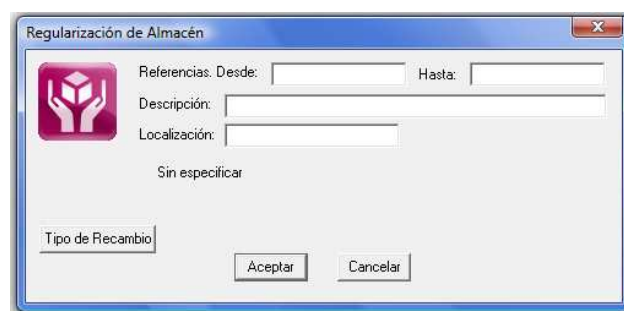 Regularización de Almacén
Referencias. Desde: Hasta:
Descripción:
Localización:
Sin especificar
Tipo de Recambio
Aceptar Cancelar